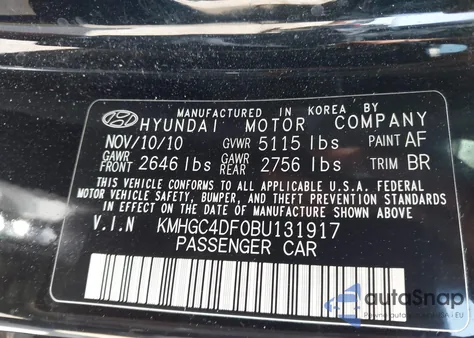 MANUFACTURED IN KOREA BY
HYUNDAI MOTOR COMPANY
NOV/10/10 GVWR 5115 lbs PAINT AF
GAWR FRONT 2646 lbs GAWR REAR 2756 lbs TRIM BR
THIS VEHICLE CONFORMS TO ALL APPLICABLE U.S.A. FEDERAL
MOTOR VEHICLE SAFETY, BUMPER, AND THEFT PREVENTION STANDARDS
IN EFFECT ON THE DATE OF MANUFACTURE SHOWN ABOVE.
V.I.N KMHGC4DF0BU131917
PASSENGER CAR
autoSnap